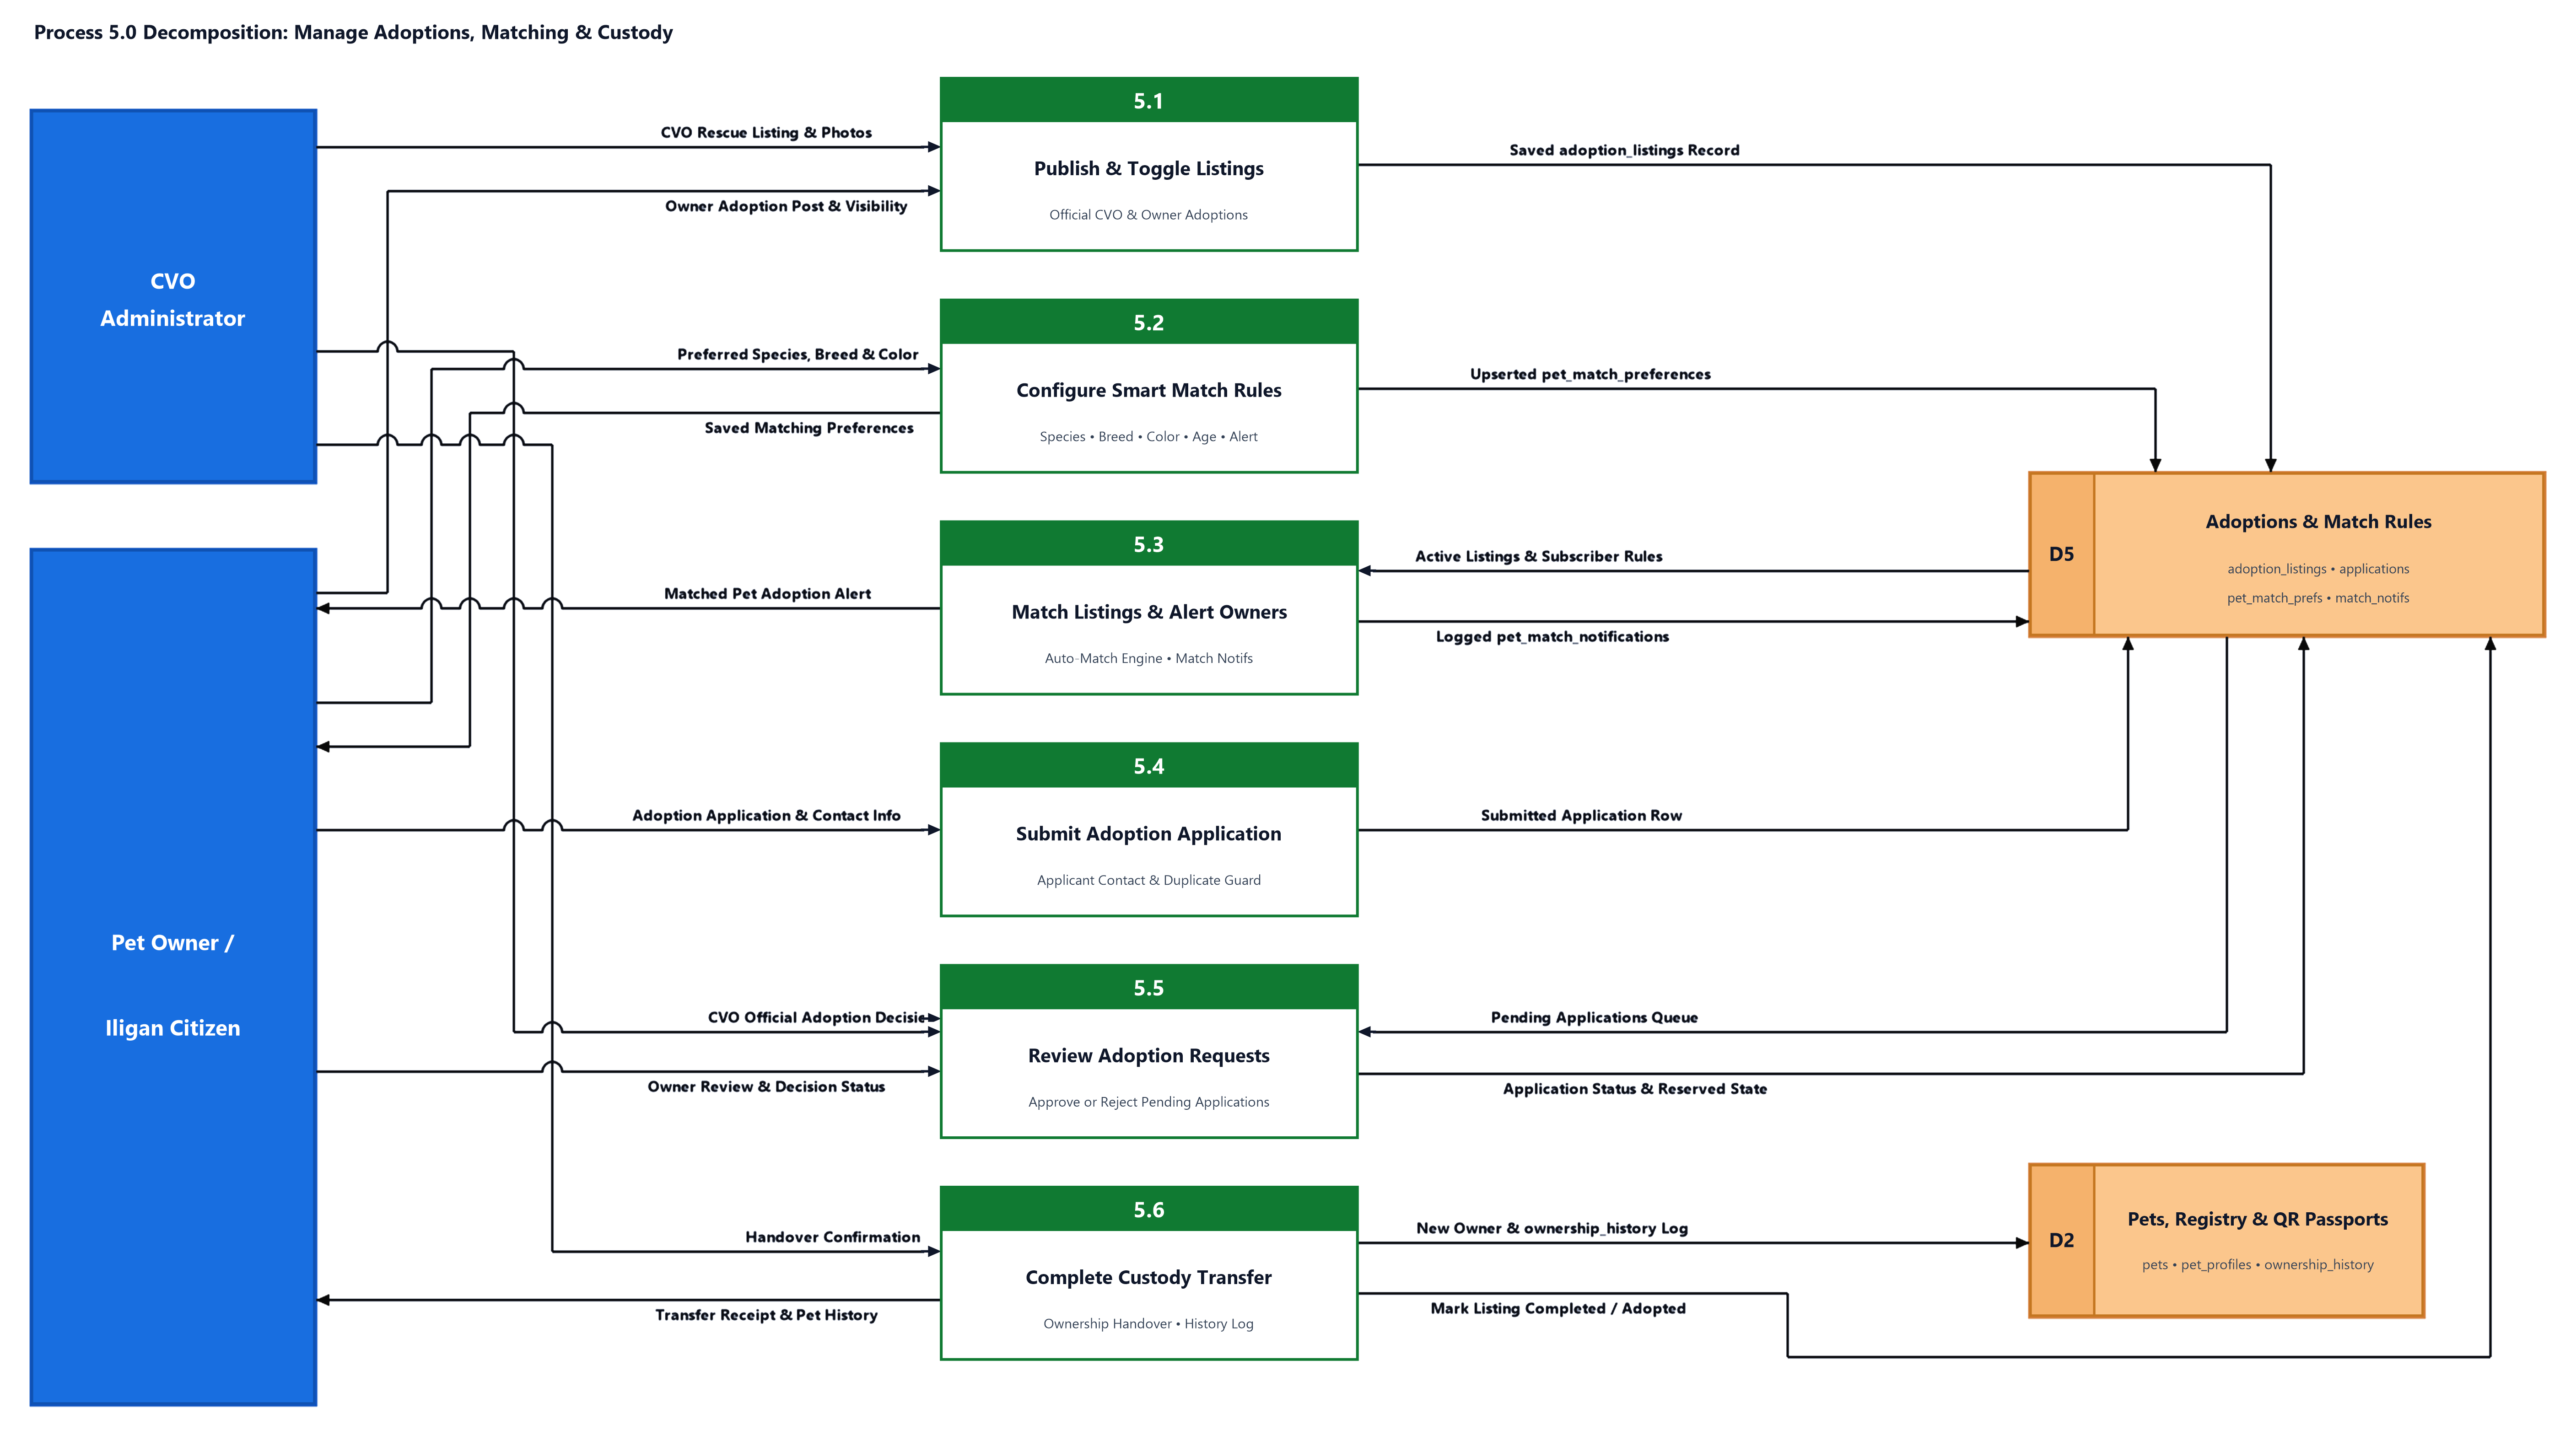 Process 5.0 Decomposition: Manage Adoptions, Matching & Custody
CVO
Administrator
Pet Owner /
Iligan Citizen
CVO Rescue Listing & Photos
Owner Adoption Post & Visibility
Preferred Species, Breed & Color
Saved Matching Preferences
Matched Pet Adoption Alert
Adoption Application & Contact Info
CVO Official Adoption Decisi
Owner Review & Decision Status
Handover Confirmation
Transfer Receipt & Pet History
5.1
Publish & Toggle Listings
Official CVO & Owner Adoptions
5.2
Configure Smart Match Rules
Species • Breed • Color • Age • Alert
5.3
Match Listings & Alert Owners
Auto-Match Engine • Match Notifs
5.4
Submit Adoption Application
Applicant Contact & Duplicate Guard
5.5
Review Adoption Requests
Approve or Reject Pending Applications
5.6
Complete Custody Transfer
Ownership Handover • History Log
Saved adoption_listings Record
Upserted pet_match_preferences
Active Listings & Subscriber Rules
Logged pet_match_notifications
Submitted Application Row
Pending Applications Queue
Application Status & Reserved State
New Owner & ownership_history Log
Mark Listing Completed / Adopted
D5
Adoptions & Match Rules
adoption_listings • applications
pet_match_prefs • match_notifs
D2
Pets, Registry & QR Passports
pets • pet_profiles • ownership_history